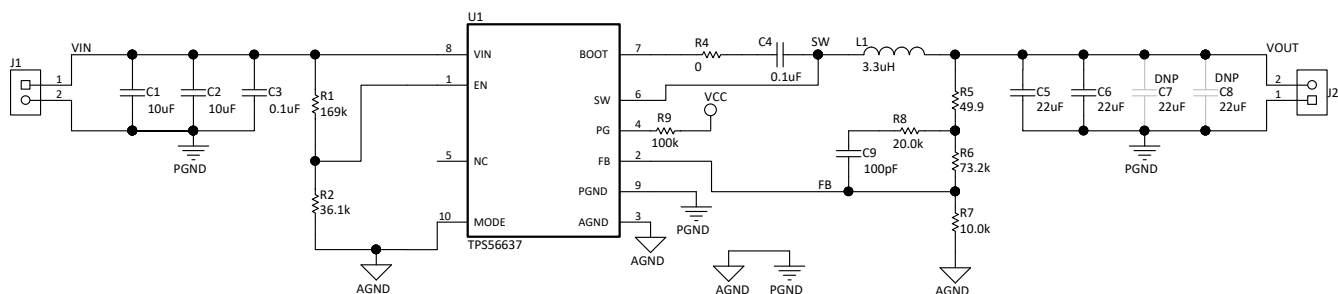 U1
J1
VIN
1
2
C1
10uF
C2
10uF
C3
0.1uF
PGND
R1
169k
R2
36.1k
AGND
8
VIN
1
EN
5
NC
10
MODE
TPS56637
BOOT
7
SW
6
PG
4
FB
2
PGND
9
AGND
3
R4
0
C4
0.1uF
SW
L1
3.3uH
VCC
R9
100k
PGND
AGND
AGND
PGND
R8
20.0k
C9
100pF
FB
R5
49.9
R6
73.2k
R7
10.0k
AGND
C5
22uF
C6
22uF
DNP
C7
22uF
DNP
C8
22uF
PGND
VOUT
2
1
J2